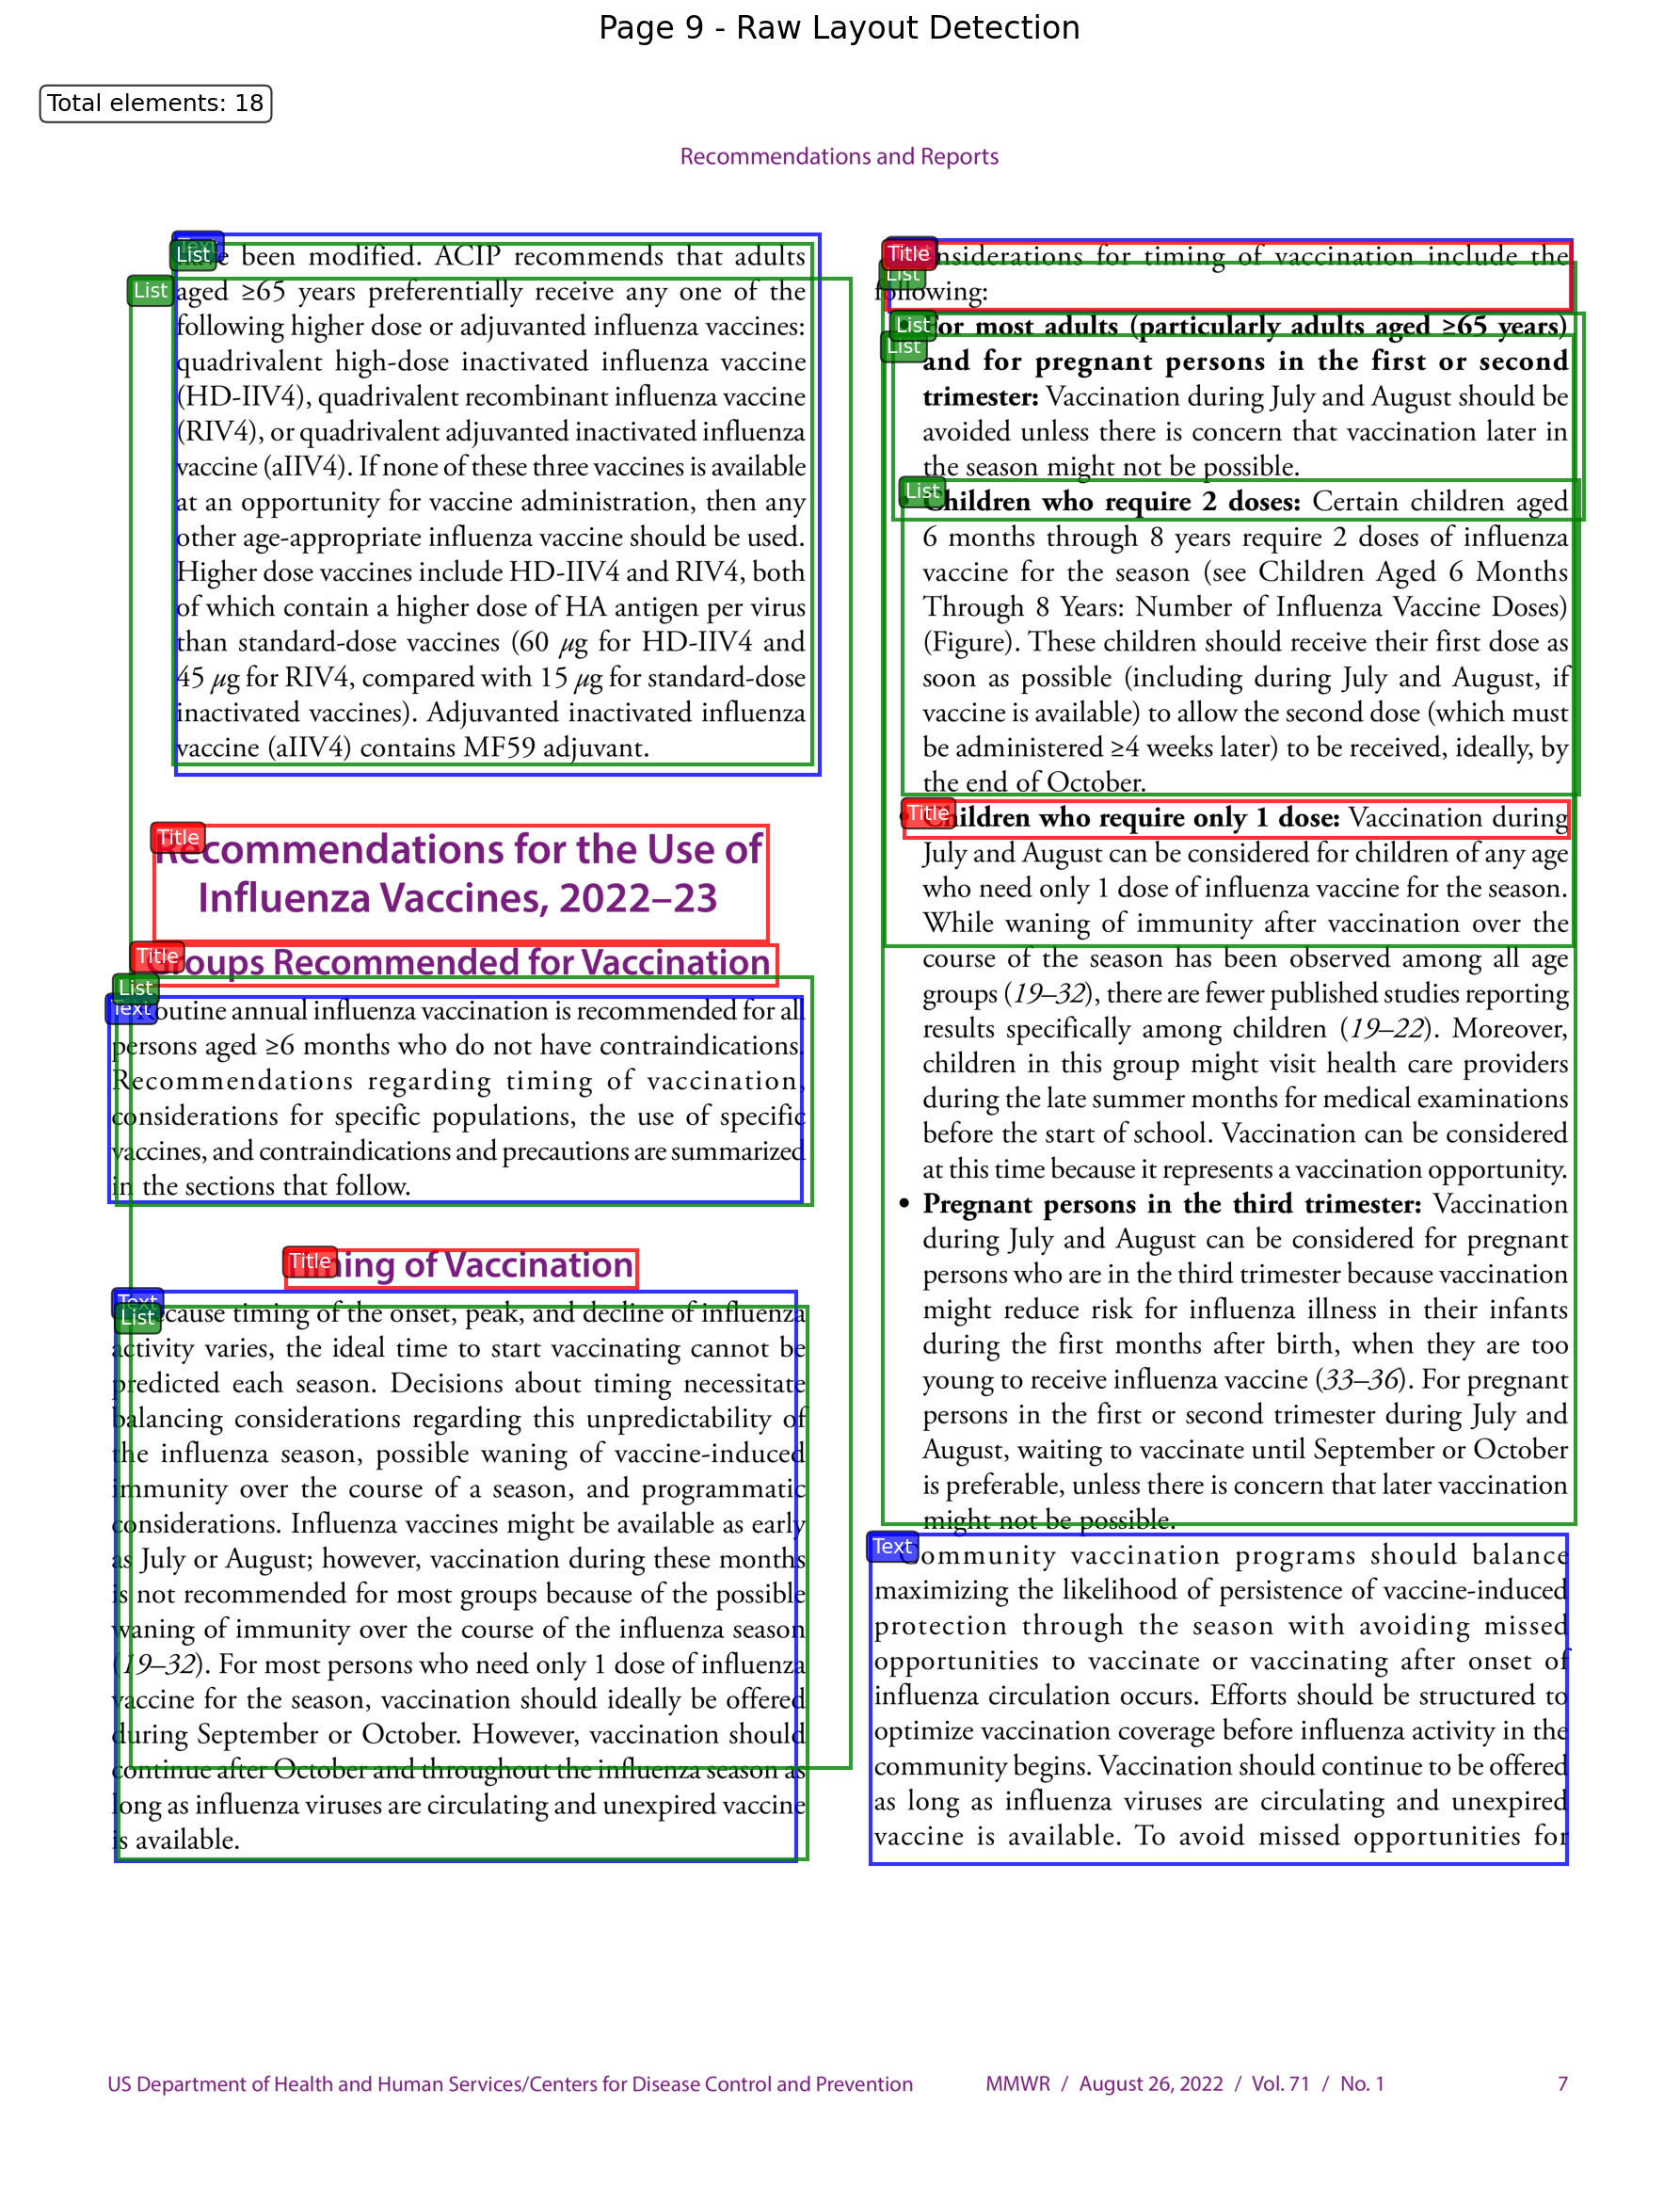 Page 9 - Raw Layout Detection
Total elements: 18
Recommendations and Reports
Text
List
been modified. ACIP recommends that adults
List
aged ≥65 years preferentially receive any one of the
following higher dose or adjuvanted influenza vaccines:
quadrivalent high-dose inactivated influenza vaccine
(HD-IIV4), quadrivalent recombinant influenza vaccine
(RIV4), or quadrivalent adjuvanted inactivated influenza
vaccine (aIIV4). If none of these three vaccines is available
at an opportunity for vaccine administration, then any
other age-appropriate influenza vaccine should be used.
Higher dose vaccines include HD-IIV4 and RIV4, both
of which contain a higher dose of HA antigen per virus
than standard-dose vaccines (60 µg for HD-IIV4 and
45 µg for RIV4, compared with 15 µg for standard-dose
inactivated vaccines). Adjuvanted inactivated influenza
vaccine (aIIV4) contains MF59 adjuvant.
Title
Recommendations for the Use of
Influenza Vaccines, 2022–23
Title
Groups Recommended for Vaccination
List
Text
Routine annual influenza vaccination is recommended for all
persons aged ≥6 months who do not have contraindications.
Recommendations regarding timing of vaccination,
considerations for specific populations, the use of specific
vaccines, and contraindications and precautions are summarized
in the sections that follow.
Title
Timing of Vaccination
Text
List
Because timing of the onset, peak, and decline of influenza
activity varies, the ideal time to start vaccinating cannot be
predicted each season. Decisions about timing necessitate
balancing considerations regarding this unpredictability of
the influenza season, possible waning of vaccine-induced
immunity over the course of a season, and programmatic
considerations. Influenza vaccines might be available as early
as July or August; however, vaccination during these months
is not recommended for most groups because of the possible
waning of immunity over the course of the influenza season
(19–32). For most persons who need only 1 dose of influenza
vaccine for the season, vaccination should ideally be offered
during September or October. However, vaccination should
continue after October and throughout the influenza season as
long as influenza viruses are circulating and unexpired vaccine
is available.
Title
Considerations for timing of vaccination include the
List
following:
List
For most adults (particularly adults aged ≥65 years)
List
and for pregnant persons in the first or second
trimester: Vaccination during July and August should be
avoided unless there is concern that vaccination later in
the season might not be possible.
List
• Children who require 2 doses: Certain children aged
6 months through 8 years require 2 doses of influenza
vaccine for the season (see Children Aged 6 Months
Through 8 Years: Number of Influenza Vaccine Doses)
(Figure). These children should receive their first dose as
soon as possible (including during July and August, if
vaccine is available) to allow the second dose (which must
be administered ≥4 weeks later) to be received, ideally, by
the end of October.
Title
• Children who require only 1 dose: Vaccination during
July and August can be considered for children of any age
who need only 1 dose of influenza vaccine for the season.
While waning of immunity after vaccination over the
course of the season has been observed among all age
groups (19–32), there are fewer published studies reporting
results specifically among children (19–22). Moreover,
children in this group might visit health care providers
during the late summer months for medical examinations
before the start of school. Vaccination can be considered
at this time because it represents a vaccination opportunity.
• Pregnant persons in the third trimester: Vaccination
during July and August can be considered for pregnant
persons who are in the third trimester because vaccination
might reduce risk for influenza illness in their infants
during the first months after birth, when they are too
young to receive influenza vaccine (33–36). For pregnant
persons in the first or second trimester during July and
August, waiting to vaccinate until September or October
is preferable, unless there is concern that later vaccination
might not be possible.
Text
Community vaccination programs should balance
maximizing the likelihood of persistence of vaccine-induced
protection through the season with avoiding missed
opportunities to vaccinate or vaccinating after onset of
influenza circulation occurs. Efforts should be structured to
optimize vaccination coverage before influenza activity in the
community begins. Vaccination should continue to be offered
as long as influenza viruses are circulating and unexpired
vaccine is available. To avoid missed opportunities for
US Department of Health and Human Services/Centers for Disease Control and Prevention
MMWR / August 26, 2022 / Vol. 71 / No. 1
7